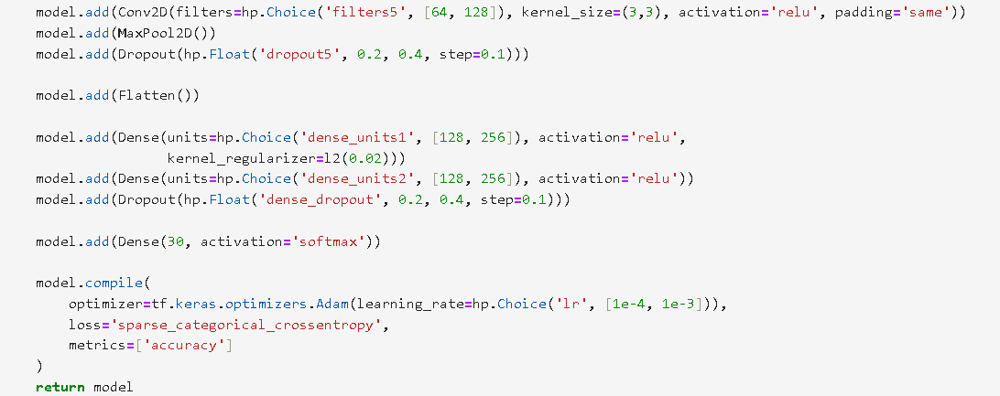 model.add(Conv2D(filters=hp.Choice('filters5', [64, 128]), kernel_size=(3,3), activation='relu', padding='same'))
model.add(MaxPool2D())
model.add(Dropout(hp.Float('dropout5', 0.2, 0.4, step=0.1)))
model.add(Flatten())
model.add(Dense(units=hp.Choice('dense_units1', [128, 256]), activation='relu',
kernel_regularizer=l2(0.02)))
model.add(Dense(units=hp.Choice('dense_units2', [128, 256]), activation='relu'))
model.add(Dropout(hp.Float('dense_dropout', 0.2, 0.4, step=0.1)))
model.add(Dense(30, activation='softmax'))
model.compile(
optimizer=tf.keras.optimizers.Adam(learning_rate=hp.Choice('lr', [1e-4, 1e-3])),
loss='sparse_categorical_crossentropy',
metrics=['accuracy']
)
return model